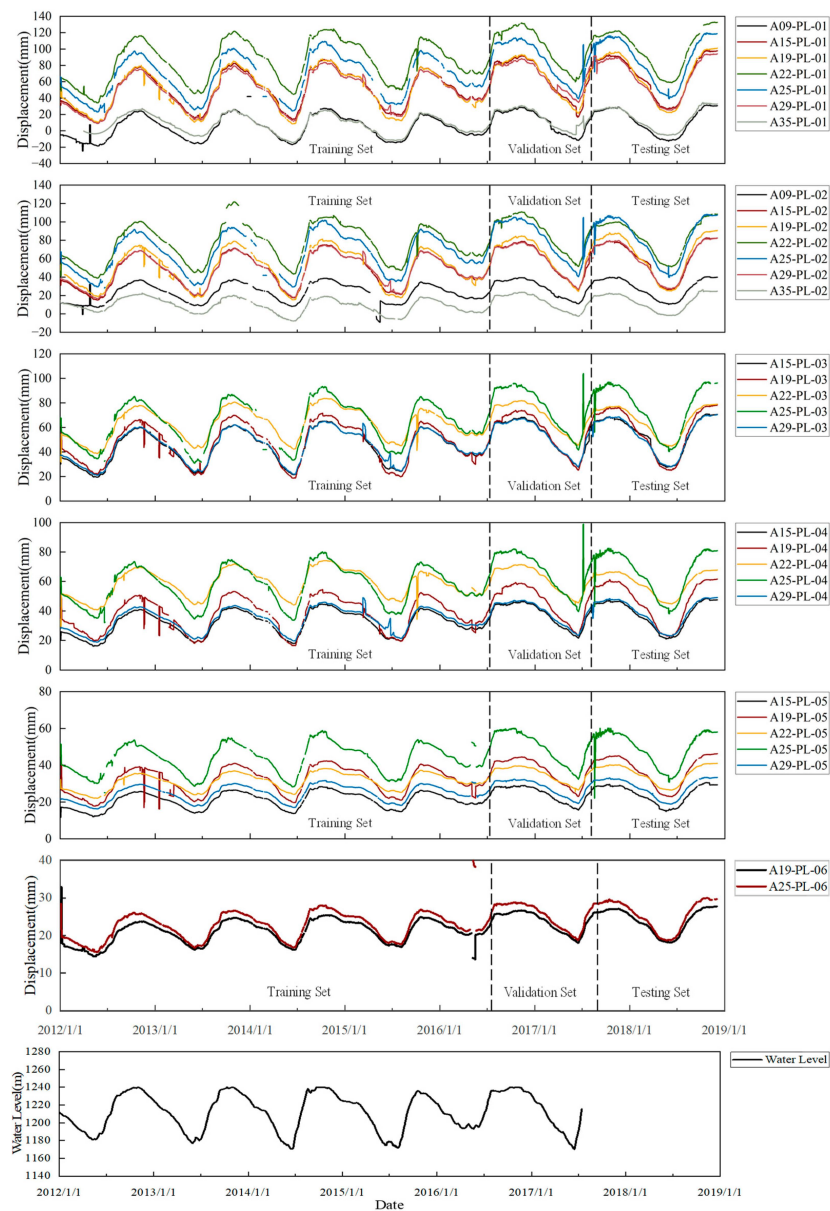 140
120
100
80
60
40
20
0
−20
−40
Displacement(mm)
Training Set
Validation Set
Testing Set
A09-PL-01
A15-PL-01
A19-PL-01
A22-PL-01
A25-PL-01
A29-PL-01
A35-PL-01
140
120
100
80
60
40
20
0
−20
Displacement(mm)
Training Set
Validation Set
Testing Set
A09-PL-02
A15-PL-02
A19-PL-02
A22-PL-02
A25-PL-02
A29-PL-02
A35-PL-02
120
100
80
60
40
20
0
Displacement(mm)
Training Set
Validation Set
Testing Set
A15-PL-03
A19-PL-03
A22-PL-03
A25-PL-03
A29-PL-03
100
80
60
40
20
0
Displacement(mm)
Training Set
Validation Set
Testing Set
A15-PL-04
A19-PL-04
A22-PL-04
A25-PL-04
A29-PL-04
80
60
40
20
0
Displacement(mm)
Training Set
Validation Set
Testing Set
A15-PL-05
A19-PL-05
A22-PL-05
A25-PL-05
A29-PL-05
40
30
20
10
0
Displacement(mm)
Training Set
Validation Set
Testing Set
A19-PL-06
A25-PL-06
2012/1/1 2013/1/1 2014/1/1 2015/1/1 2016/1/1 2017/1/1 2018/1/1 2019/1/1
1280
1260
1240
1220
1200
1180
1160
1140
Water Level(m)
Water Level
2012/1/1 2013/1/1 2014/1/1 2015/1/1 2016/1/1 2017/1/1 2018/1/1 2019/1/1
Date